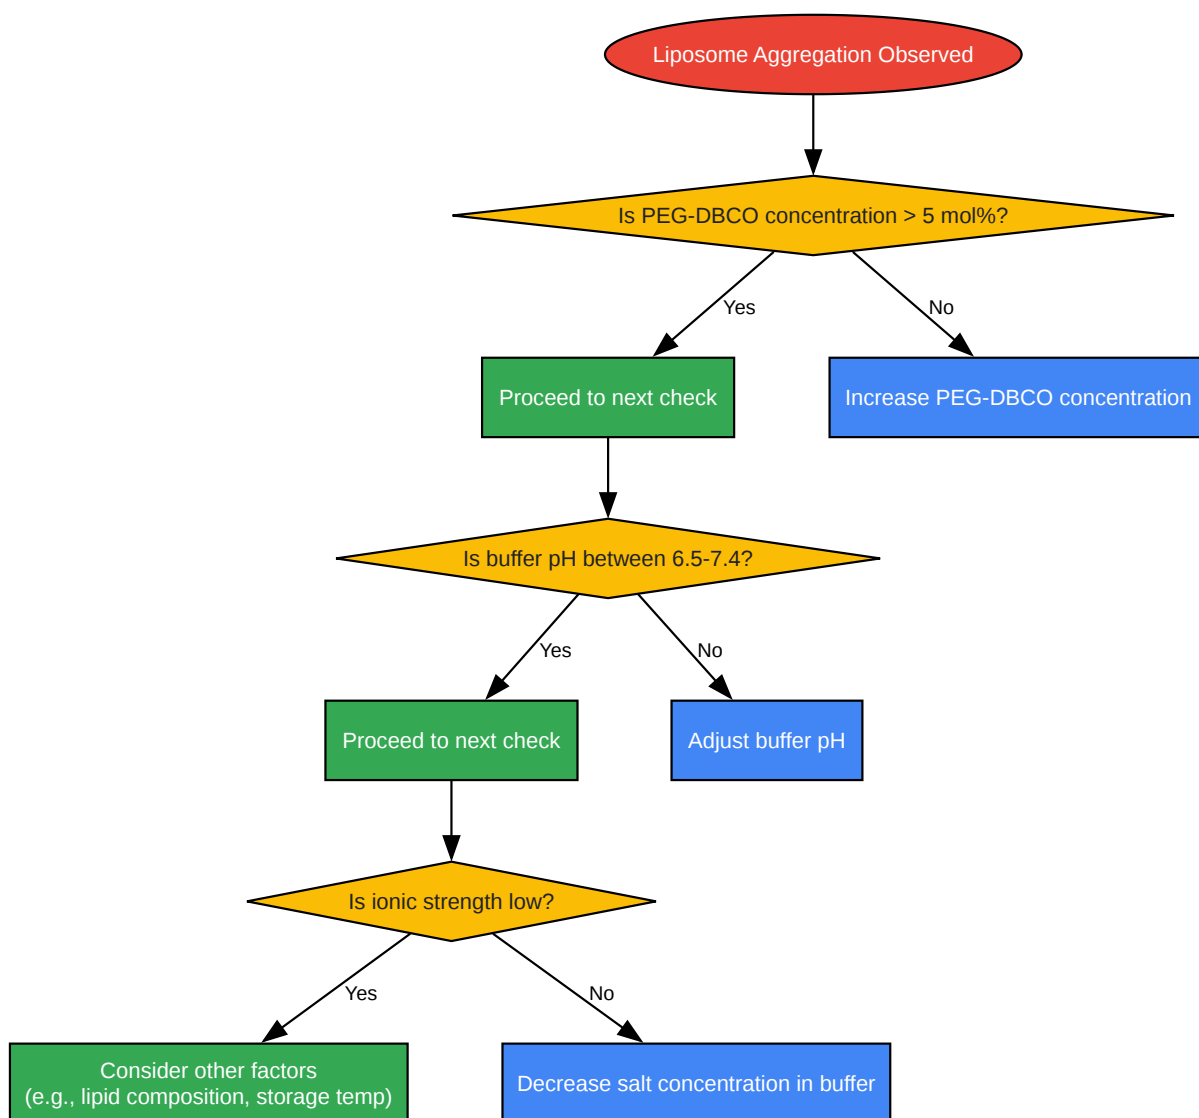 Liposome Aggregation Observed
Is PEG-DBCO concentration > 5 mol%?
Yes
No
Proceed to next check
Increase PEG-DBCO concentration
Is buffer pH between 6.5-7.4?
Yes
No
Proceed to next check
Adjust buffer pH
Is ionic strength low?
Yes
No
Consider other factors
(e.g., lipid composition, storage temp)
Decrease salt concentration in buffer